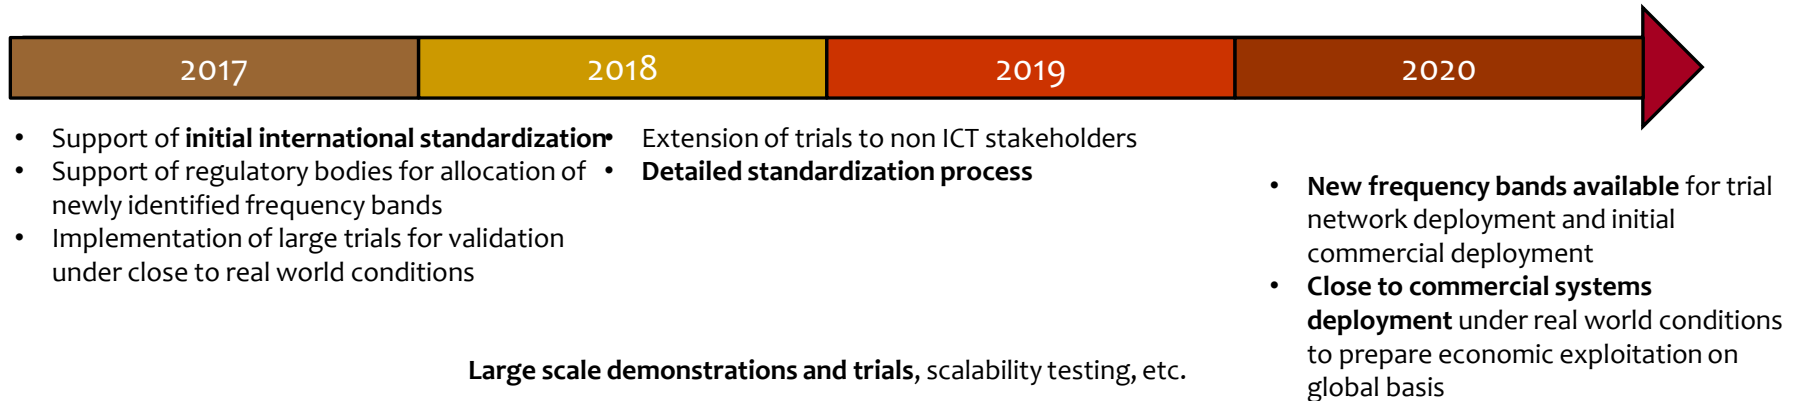 2017 2018 2019 2020
• Support of initial international standardization
• Support of regulatory bodies for allocation of
newly identified frequency bands
• Implementation of large trials for validation
under close to real world conditions
• Extension of trials to non ICT stakeholders
• Detailed standardization process
• New frequency bands available for trial
network deployment and initial
commercial deployment
• Close to commercial systems
deployment under real world conditions
to prepare economic exploitation on
global basis
Large scale demonstrations and trials, scalability testing, etc.